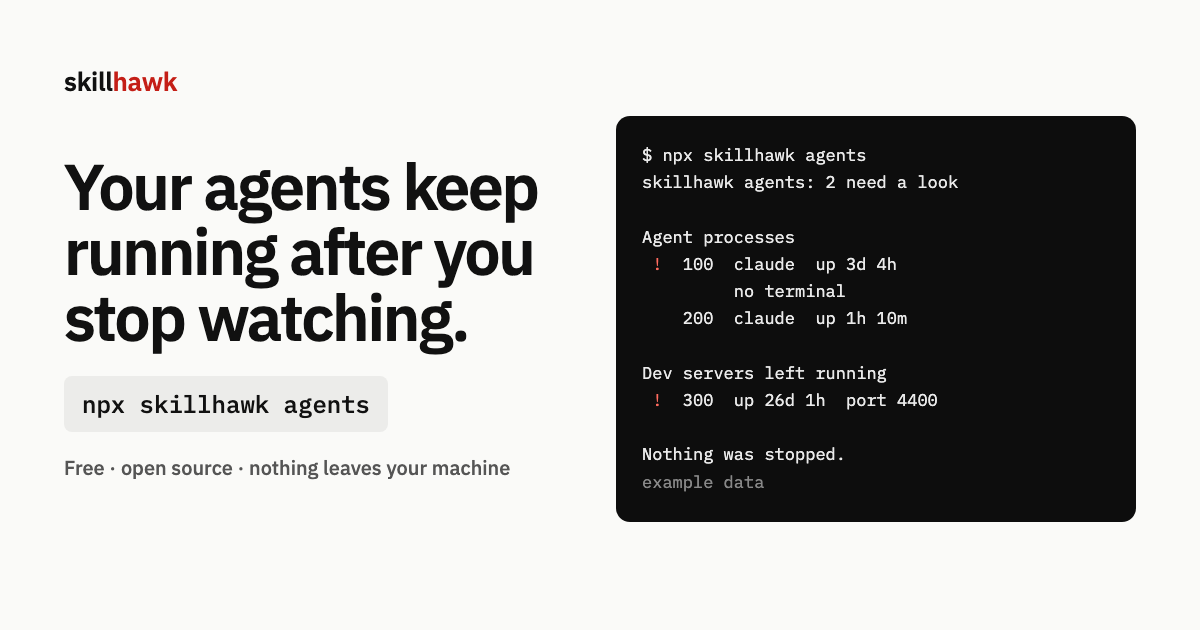 skillhawk
Your agents keep
running after you
stop watching.
npx skillhawk agents
Free · open source · nothing leaves your machine
$ npx skillhawk agents
skillhawk agents: 2 need a look
Agent processes
! 100 claude up 3d 4h
no terminal
200 claude up 1h 10m
Dev servers left running
! 300 up 26d 1h port 4400
Nothing was stopped.
example data